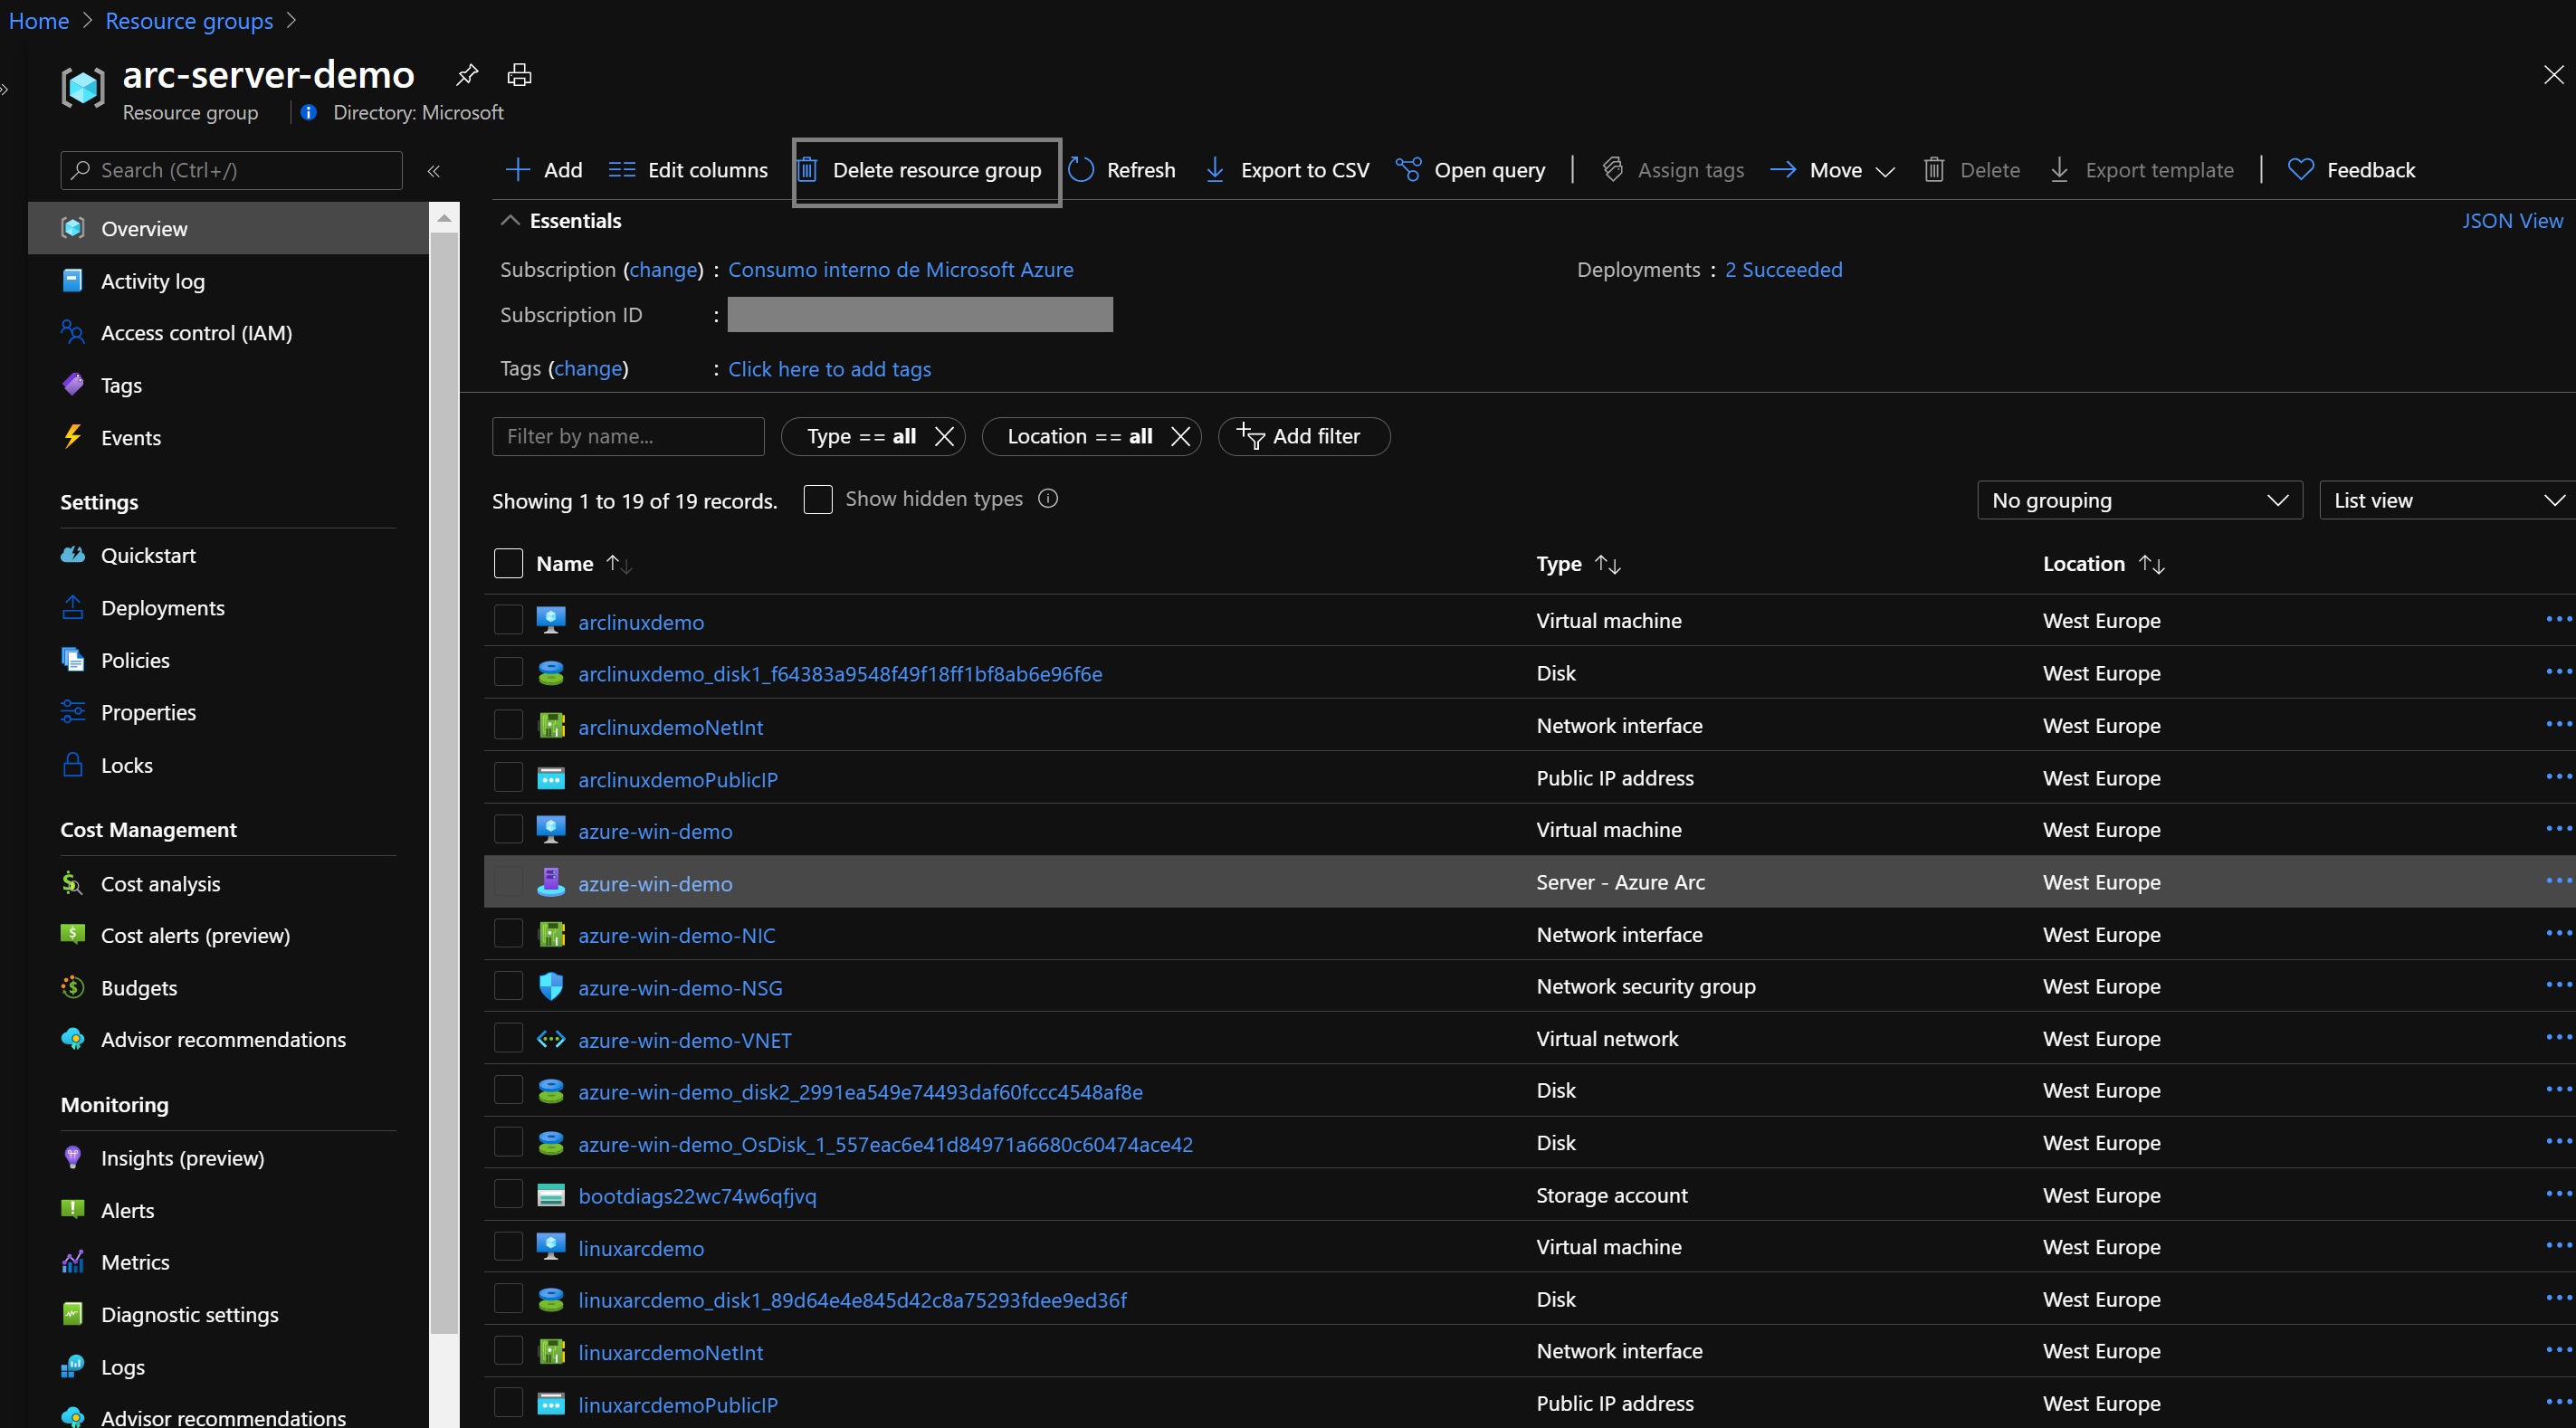 Home > Resource groups >
arc-server-demo
Resource group | Directory: Microsoft
Search (Ctrl+/)
Add Edit columns Delete resource group Refresh Export to CSV Open query Assign tags Move Delete Export template Feedback
Overview
Activity log
Access control (IAM)
Tags
Events
Settings
Quickstart
Deployments
Policies
Properties
Locks
Cost Management
Cost analysis
Cost alerts (preview)
Budgets
Advisor recommendations
Monitoring
Insights (preview)
Alerts
Metrics
Diagnostic settings
Logs
Advisor recommendations
Essentials JSON View
Subscription (change) : Consumo interno de Microsoft Azure Deployments : 2 Succeeded
Subscription ID :
Tags (change) : Click here to add tags
Filter by name... Type == all Location == all Add filter
Showing 1 to 19 of 19 records. Show hidden types No grouping List view
Name Type Location
arclinuxdemo Virtual machine West Europe
arclinuxdemo_disk1_f64383a9548f49f18ff1bf8ab6e96f6e Disk West Europe
arclinuxdemoNetInt Network interface West Europe
arclinuxdemoPublicIP Public IP address West Europe
azure-win-demo Virtual machine West Europe
azure-win-demo Server - Azure Arc West Europe
azure-win-demo-NIC Network interface West Europe
azure-win-demo-NSG Network security group West Europe
azure-win-demo-VNET Virtual network West Europe
azure-win-demo_disk2_2991ea549e74493daf60fccc4548af8e Disk West Europe
azure-win-demo_OsDisk_1_557eac6e41d84971a6680c60474ace42 Disk West Europe
bootdiags22wc74w6qfjvq Storage account West Europe
linuxarcdemo Virtual machine West Europe
linuxarcdemo_disk1_89d64e4e845d42c8a75293fdee9ed36f Disk West Europe
linuxarcdemoNetInt Network interface West Europe
linuxarcdemoPublicIP Public IP address West Europe